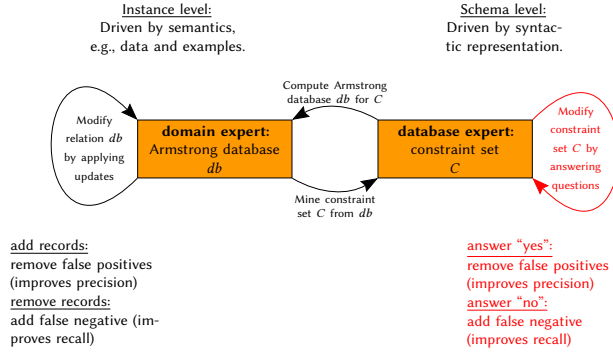 Instance level:
Driven by semantics,
e.g., data and examples.
Schema level:
Driven by syntac-
tic representation.
Compute Armstrong
database db for C
Modify
relation db
by applying
updates
domain expert:
Armstrong database
db
database expert:
constraint set
C
Modify
constraint
set C by
answering
questions
Mine constraint
set C from db
add records:
remove false positives
(improves precision)
remove records:
add false negative (im-
proves recall)
answer “yes”:
remove false positives
(improves precision)
answer “no”:
add false negative
(improves recall)